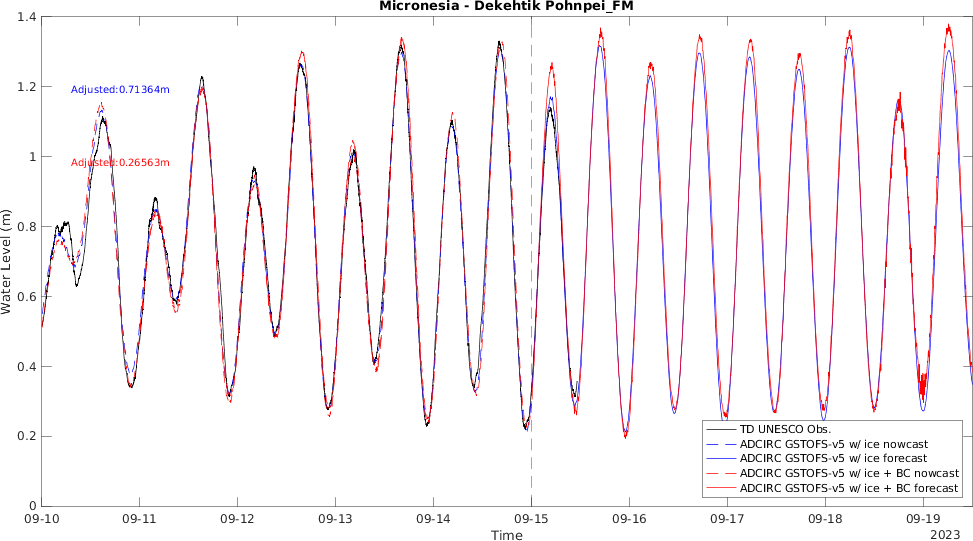 Micronesia - Dekehtik Pohnpei_FM
1.4
1.2
1
0.8
0.6
0.4
0.2
0
Water Level (m)
Adjusted:0.71364m
Adjusted:0.26563m
TD UNESCO Obs.
ADCIRC GSTOFS-v5 w/ ice nowcast
ADCIRC GSTOFS-v5 w/ ice forecast
ADCIRC GSTOFS-v5 w/ ice + BC nowcast
ADCIRC GSTOFS-v5 w/ ice + BC forecast
09-10 09-11 09-12 09-13 09-14 09-15 09-16 09-17 09-18 09-19
Time
2023